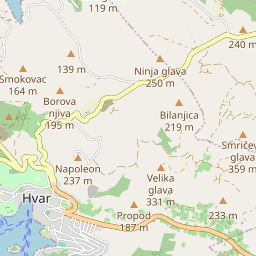 119 m
240 m
139 m
Ninja glava
250 m
Smokovac
164 m
Borova
njiva
195 m
Bilanjica
219 m
Napoleon
237 m
Velika
glava
331 m
glava
359 m
Hvar
Propod
187 m
233 m